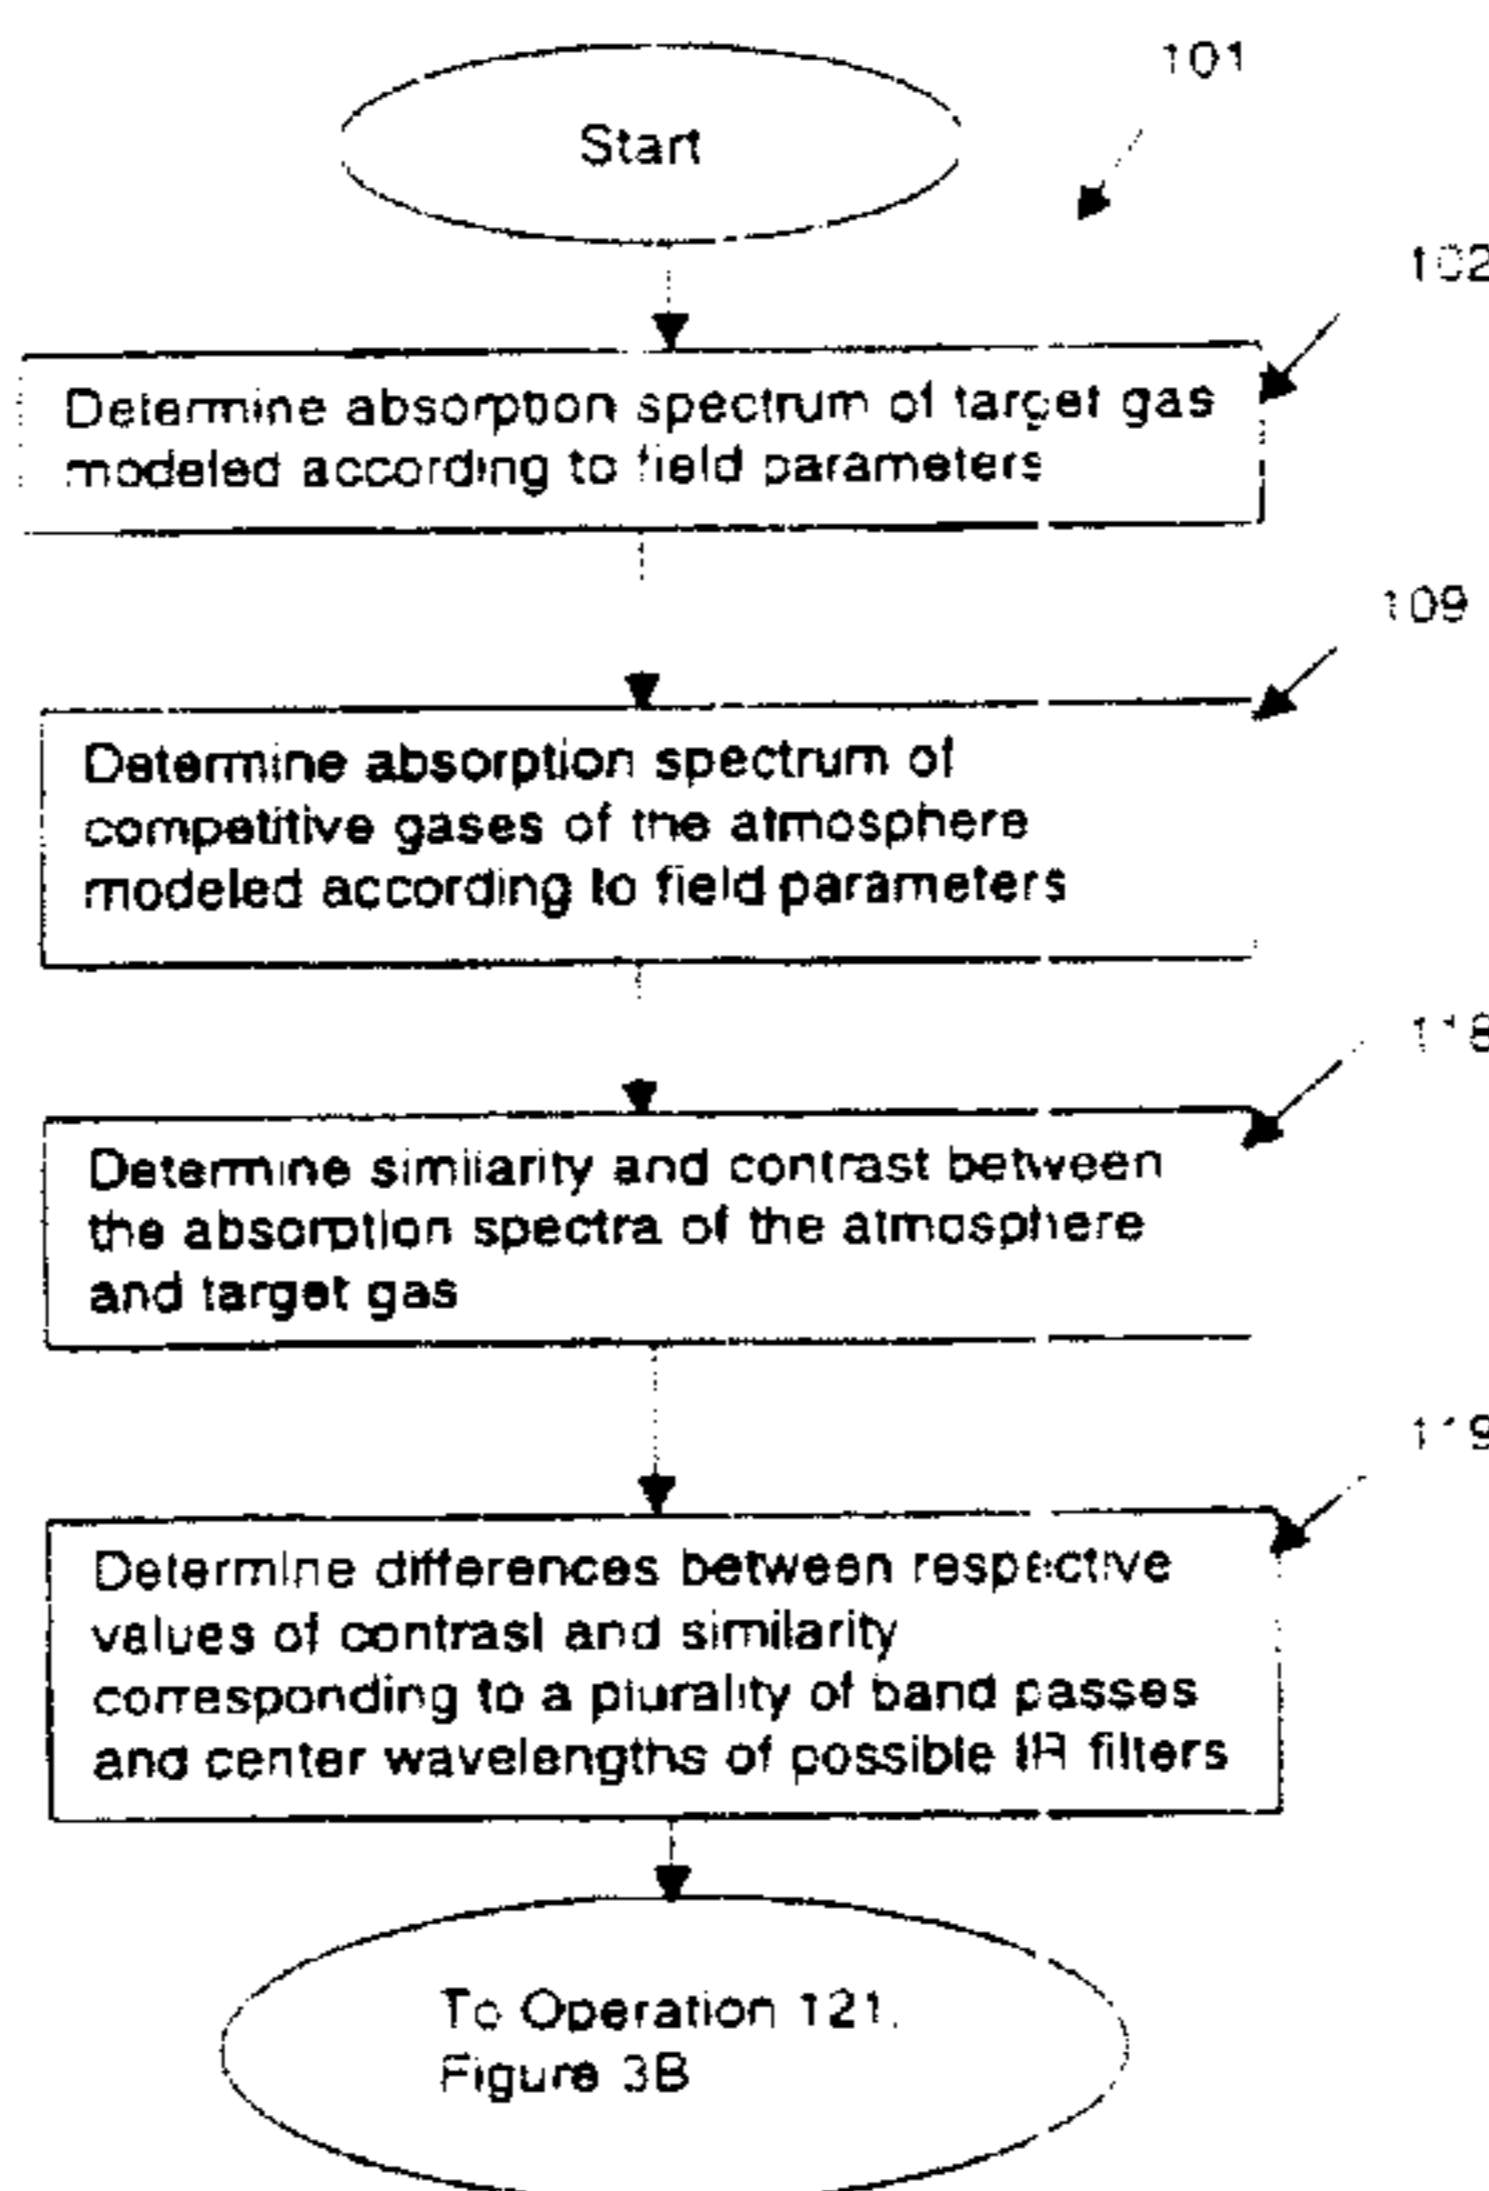 101
Start
102
Determine absorption spectrum of target gas
modeled according to field parameters
109
Determine absorption spectrum of
competitive gases of the atmosphere
modeled according to field parameters
118
Determine similarity and contrast between
the absorption spectra of the atmosphere
and target gas
119
Determine differences between respective
values of contrast and similarity
corresponding to a plurality of band passes
and center wavelengths of possible IR filters
To Operation 121,
Figure 3B